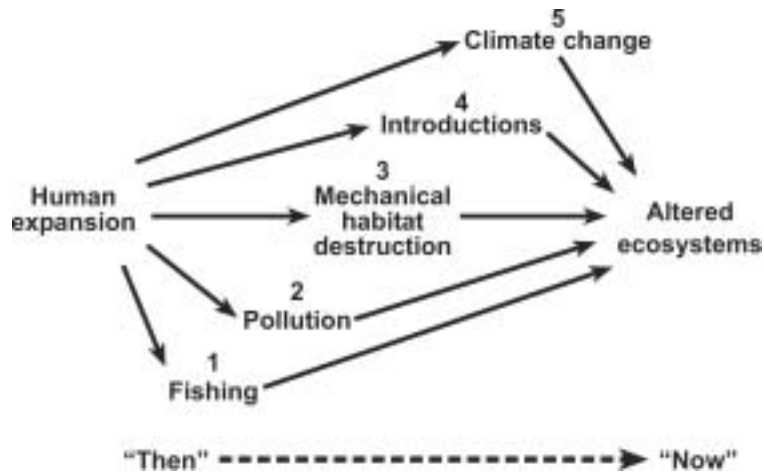 5
Climate change
4
Introductions
3
Mechanical
habitat
destruction
Human
expansion
Altered
ecosystems
2
Pollution
1
Fishing
“Then”
“Now”